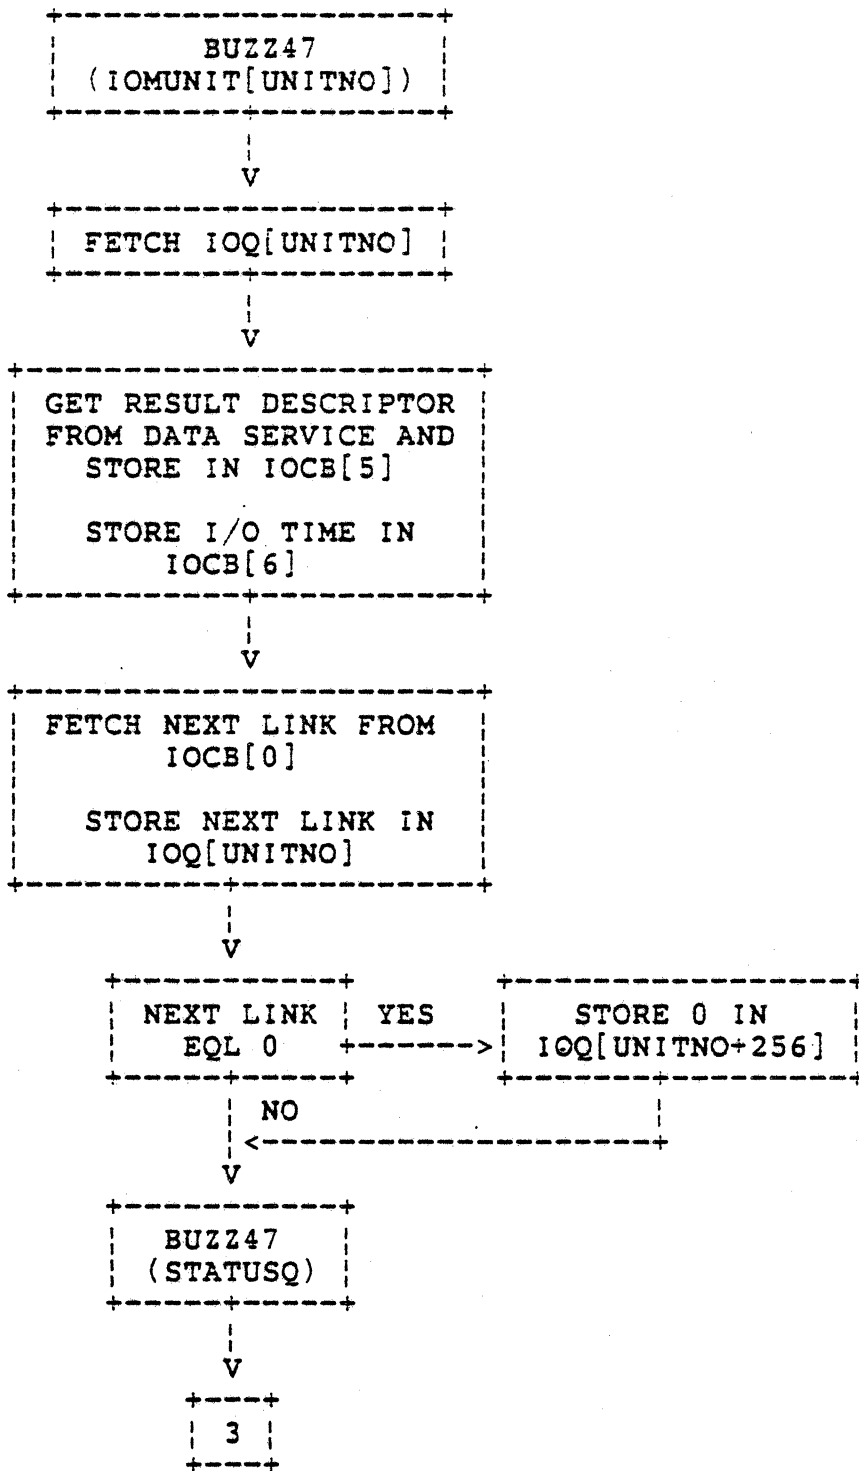 BUZZ47
(IOMUNIT[UNITNO])
V
FETCH IOQ[UNITNO]
V
GET RESULT DESCRIPTOR
FROM DATA SERVICE AND
STORE IN IOCB[5]
STORE I/O TIME IN
IOCB[6]
V
FETCH NEXT LINK FROM
IOCB[0]
STORE NEXT LINK IN
IOQ[UNITNO]
V
NEXT LINK
EQL 0
YES
STORE 0 IN
IOQ[UNITNO+256]
NO
V
BUZZ47
(STATUSQ)
V
3